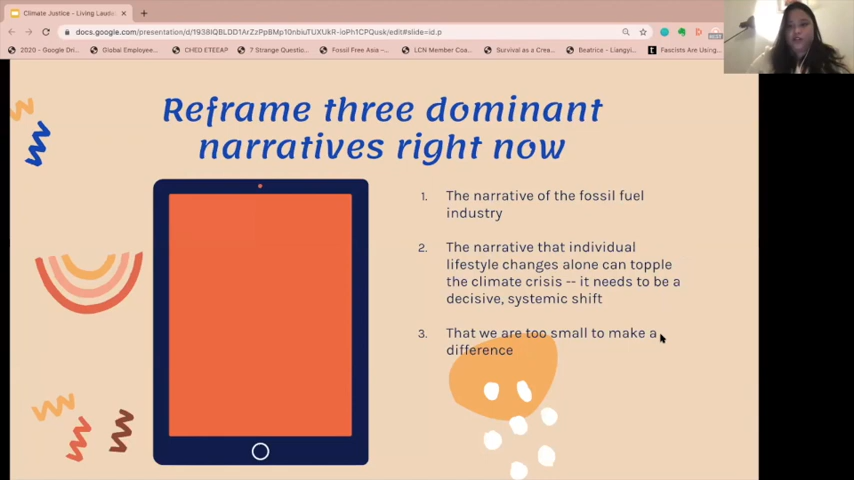 Climate Justice - Living Lauda
docs.google.com/presentation/d/1938IQBLDD1ArZzPpBMp10nbiuTUXUkR-ioPh1CPQusk/edit#slide=id.p
2020 - Google Dri...
Global Employee...
CHED ETEEAP
7 Strange Questio...
Fossil Free Asia -...
LCN Member Coa...
Survival as a Crea...
Beatrice - Liangyi...
Fascists Are Using...
Reframe three dominant
narratives right now
1. The narrative of the fossil fuel
industry
2. The narrative that individual
lifestyle changes alone can topple
the climate crisis -- it needs to be a
decisive, systemic shift
3. That we are too small to make a
difference